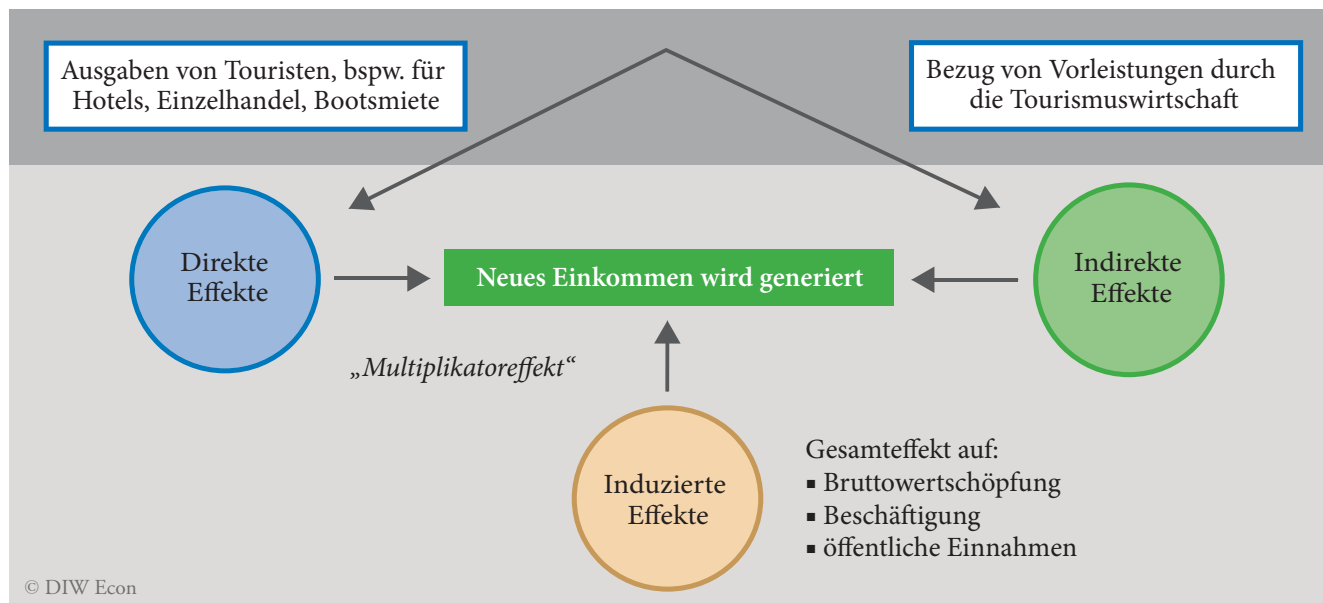 Ausgaben von Touristen, bspw. für
Hotels, Einzelhandel, Bootsmiete
Bezug von Vorleistungen durch
die Tourismuswirtschaft
Direkte
Effekte
Neues Einkommen wird generiert
Indirekte
Effekte
„Multiplikatoreffekt“
Induzierte
Effekte
Gesamteffekt auf:
▪ Bruttowertschöpfung
▪ Beschäftigung
▪ öffentliche Einnahmen
© DIW Econ